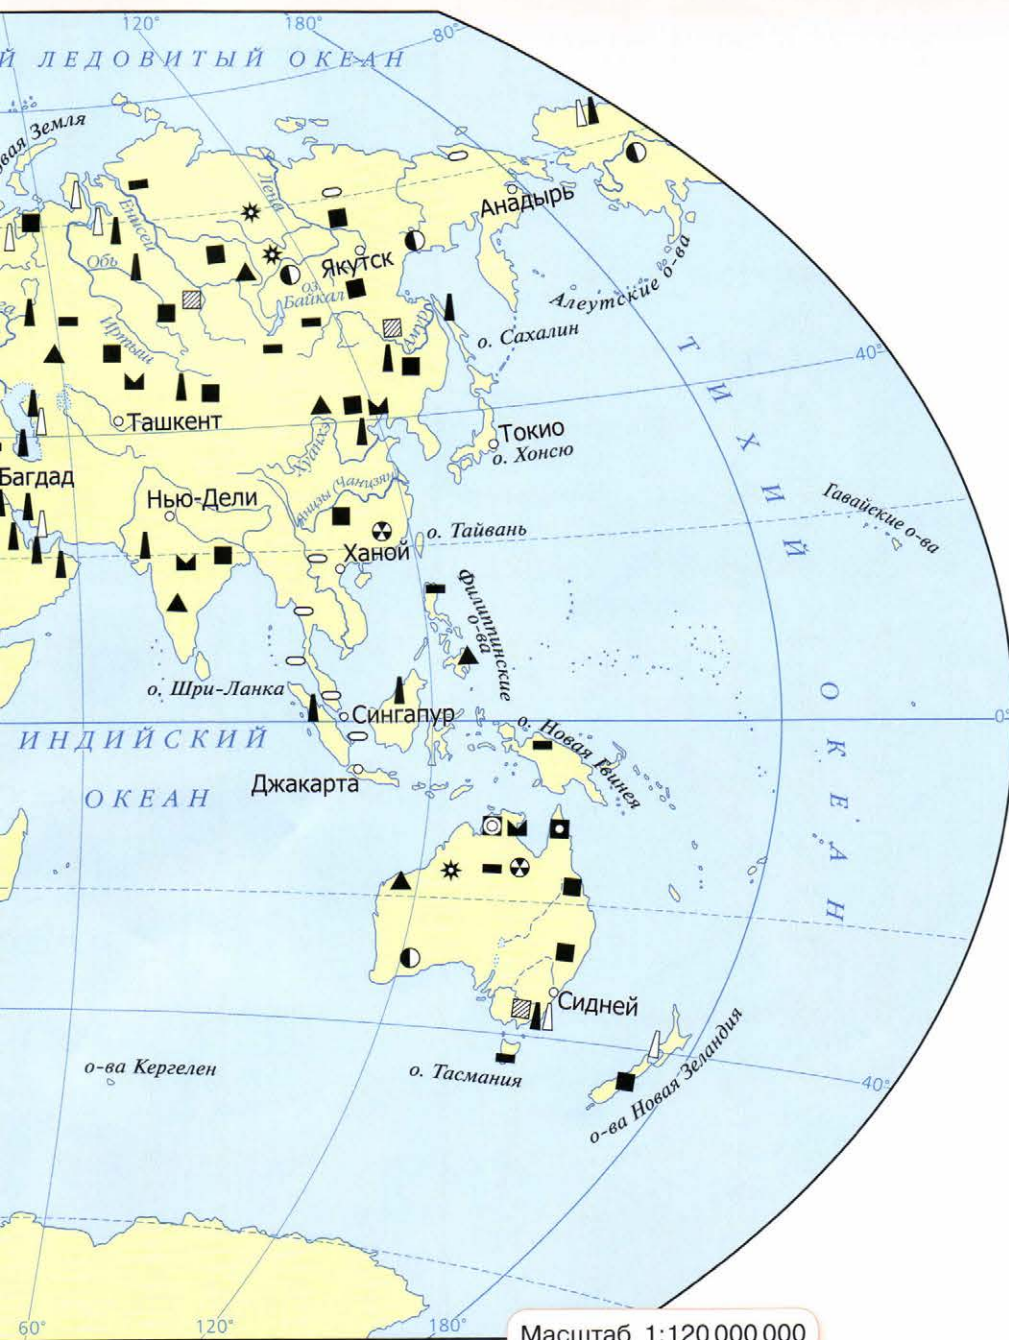 120°
180°
80°
Й ЛЕДОВИТЫЙ ОКЕАН
вая Земля
Лена
Енисей
Анадырь
Обь
Якутск
оз.
Байкал
Алеутские о-ва
Амур
Иртыш
о. Сахалин
Т И Х И Й
40°
Ташкент
Хуанхэ
Токио
о. Хонсю
Багдад
Нью-Дели
Янцзы (Чанцзян)
Гавайские о-ва
о. Тайвань
Ханой
Филиппинские
о-ва
о. Шри-Ланка
Сингапур
О К Е А Н
0°
ИНДИЙСКИЙ
ОКЕАН
о. Новая Гвинея
Джакарта
Сидней
о-ва Кергелен
о. Тасмания
о-ва Новая Зеландия
40°
60°
120°
180°
Масштаб 1:120 000 000